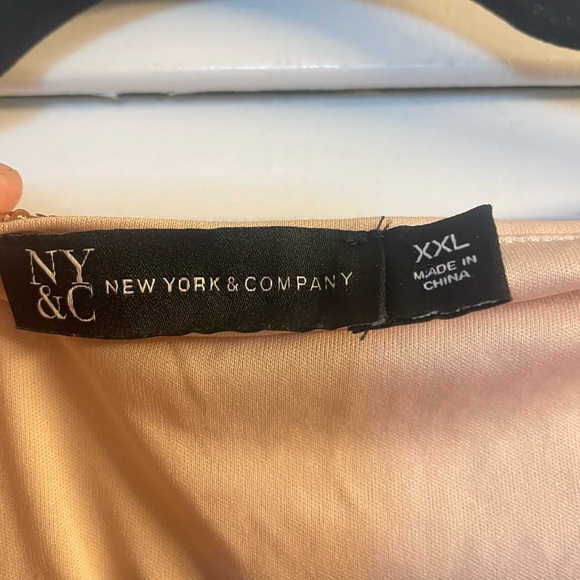 NY
&C
NEW YORK & COMPANY
XXL
MADE IN
CHINA